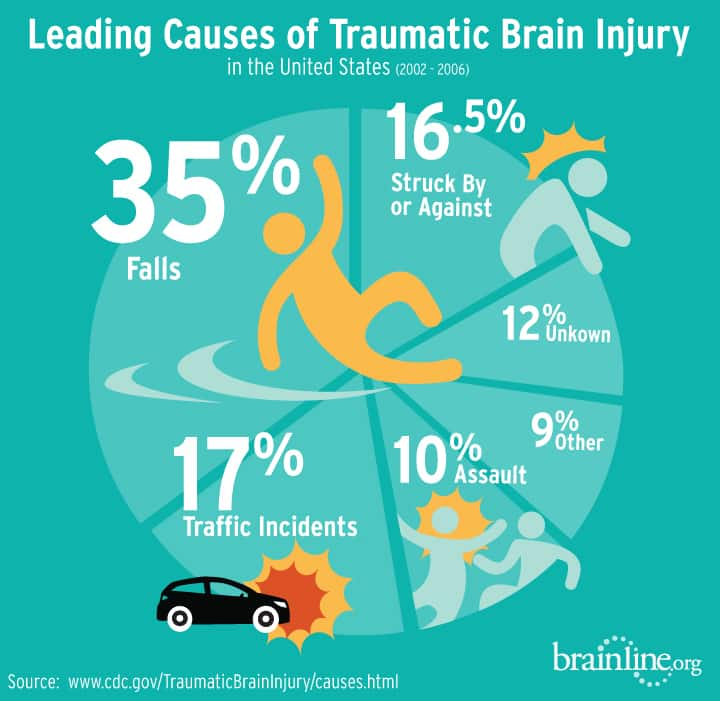 Leading Causes of Traumatic Brain Injury
in the United States (2002 - 2006)
35%
Falls
16.5%
Struck By
or Against
12% Unkown
9% Other
10% Assault
17%
Traffic Incidents
brainline.org
Source: www.cdc.gov/TraumaticBrainInjury/causes.html